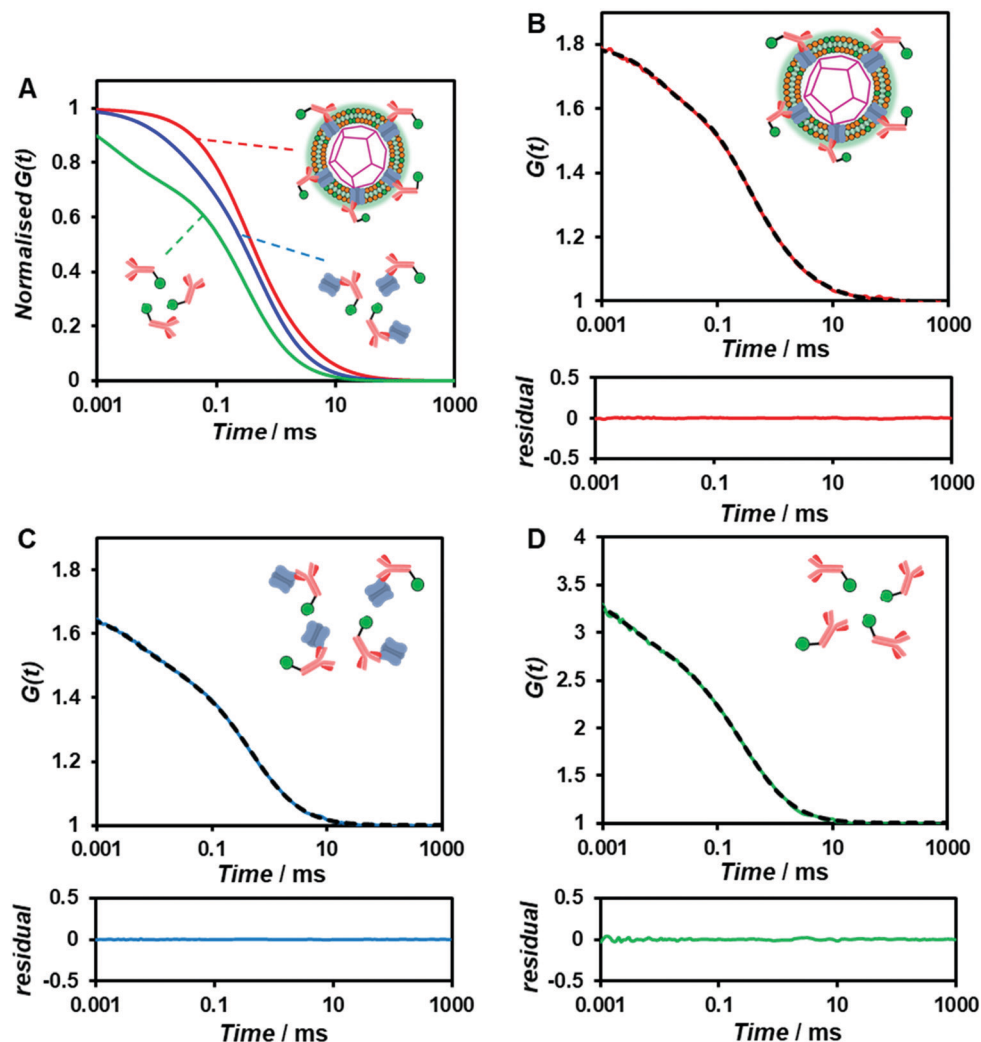 A
Normalised G(t)
1
0.8
0.6
0.4
0.2
0
0.001 0.1 10 1000
Time / ms
B
G(t)
1.8
1.6
1.4
1.2
1
0.001 0.1 10 1000
Time / ms
residual
0.5
0
-0.5
0.001 0.1 10 1000
Time / ms
C
G(t)
1.8
1.6
1.4
1.2
1
0.001 0.1 10 1000
Time / ms
residual
0.5
0
-0.5
0.001 0.1 10 1000
Time / ms
D
G(t)
4
3.5
3
2.5
2
1.5
1
0.001 0.1 10 1000
Time / ms
residual
0.5
0
-0.5
0.001 0.1 10 1000
Time / ms